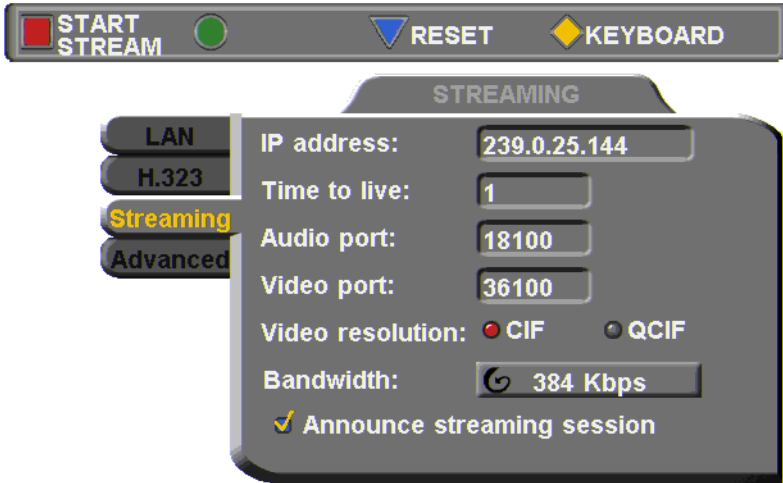 START
STREAM
RESET
KEYBOARD
STREAMING
LAN
H.323
Streaming
Advanced
IP address: 239.0.25.144
Time to live: 1
Audio port: 18100
Video port: 36100
Video resolution: CIF QCIF
Bandwidth: 384 Kbps
Announce streaming session